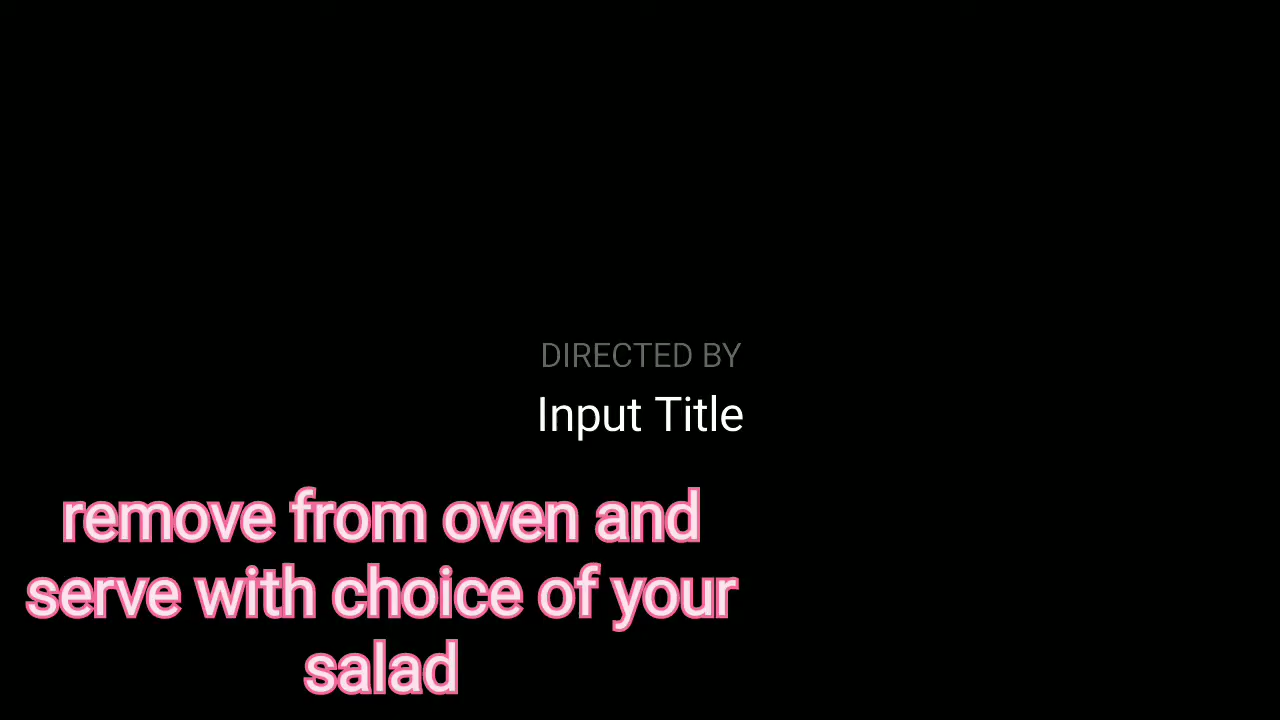 DIRECTED BY
Input Title
remove from oven and
serve with choice of your
salad